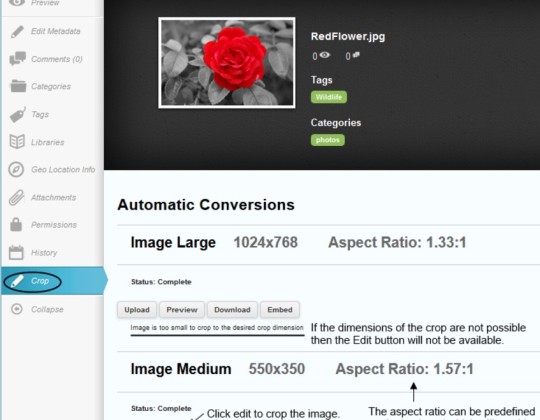 Preview
Edit Metadata
Comments (0)
Categories
Tags
Libraries
Geo Location Info
Attachments
Permissions
History
Crop
Collapse
RedFlower.jpg
0 0
Tags
Wildlife
Categories
photos
Automatic Conversions
Image Large 1024x768 Aspect Ratio: 1.33:1
Status: Complete
Upload Preview Download Embed
Image is too small to crop to the desired crop dimension
If the dimensions of the crop are not possible
then the Edit button will not be available.
Image Medium 550x350 Aspect Ratio: 1.57:1
Status: Complete
Click edit to crop the image.
The aspect ratio can be predefined